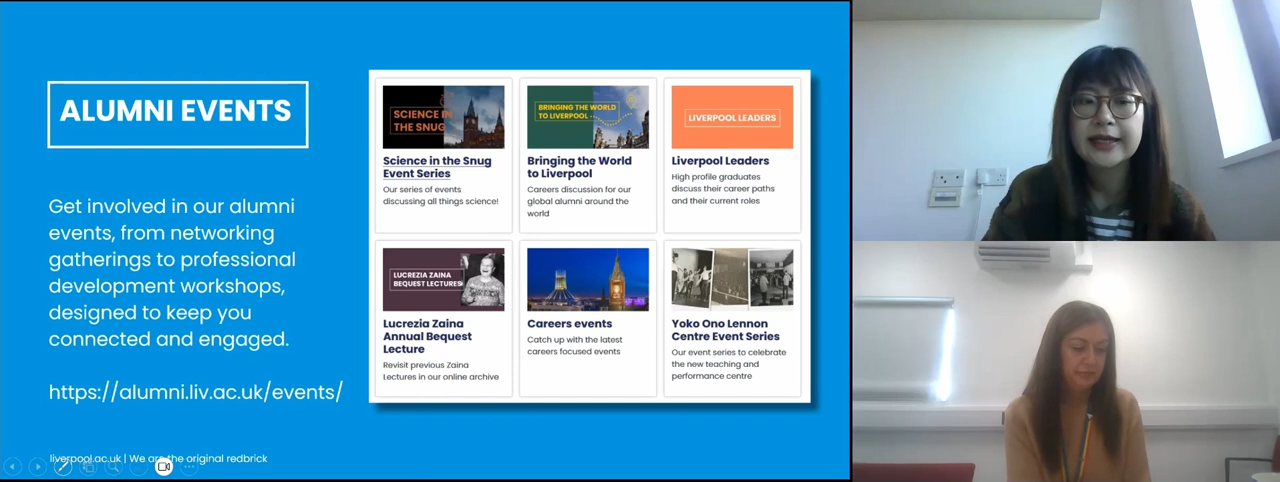 ALUMNI EVENTS
Get involved in our alumni
events, from networking
gatherings to professional
development workshops,
designed to keep you
connected and engaged.
https://alumni.liv.ac.uk/events/
liverpool.ac.uk | We are the original redbrick
SCIENCE IN
THE SNUG
Science in the Snug
Event Series
Our series of events
discussing all things science!
BRINGING THE WORLD
TO LIVERPOOL
Bringing the World
to Liverpool
Careers discussion for our
global alumni around the
world
LIVERPOOL LEADERS
Liverpool Leaders
High profile graduates
discuss their career paths
and their current roles
LUCREZIA ZAINA
BEQUEST LECTURES
Lucrezia Zaina
Annual Bequest
Lecture
Revisit previous Zaina
Lectures in our online archive
Careers events
Catch up with the latest
careers focused events
Yoko Ono Lennon
Centre Event Series
Our event series to celebrate
the new teaching and
performance centre